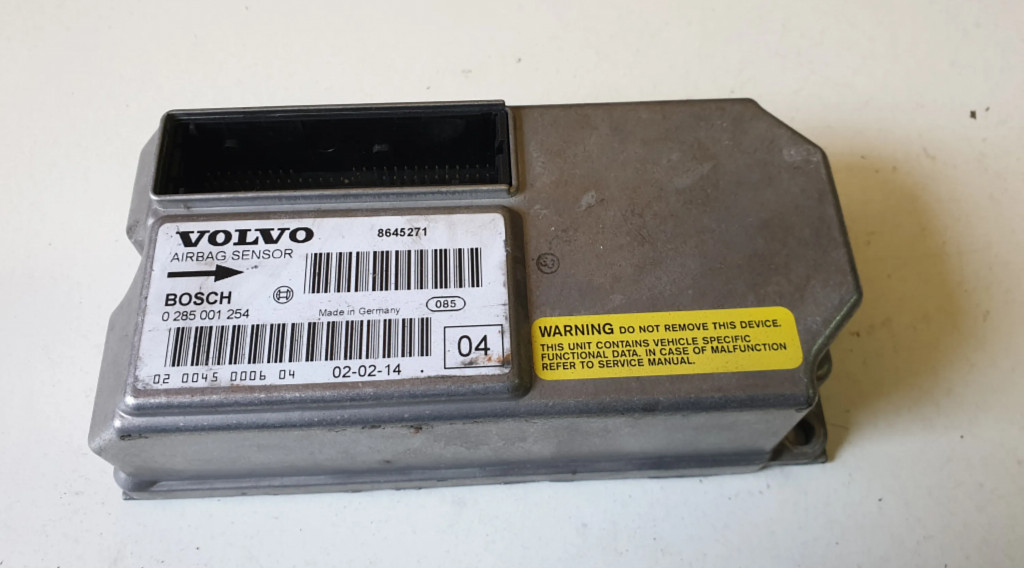 VOLVO 8645271
AIRBAG SENSOR
BOSCH
0 285 001 254 Made in Germany 085
04
02 0045 0006 04 02-02-14
WARNING DO NOT REMOVE THIS DEVICE.
THIS UNIT CONTAINS VEHICLE SPECIFIC
FUNCTIONAL DATA. IN CASE OF MALFUNCTION
REFER TO SERVICE MANUAL.